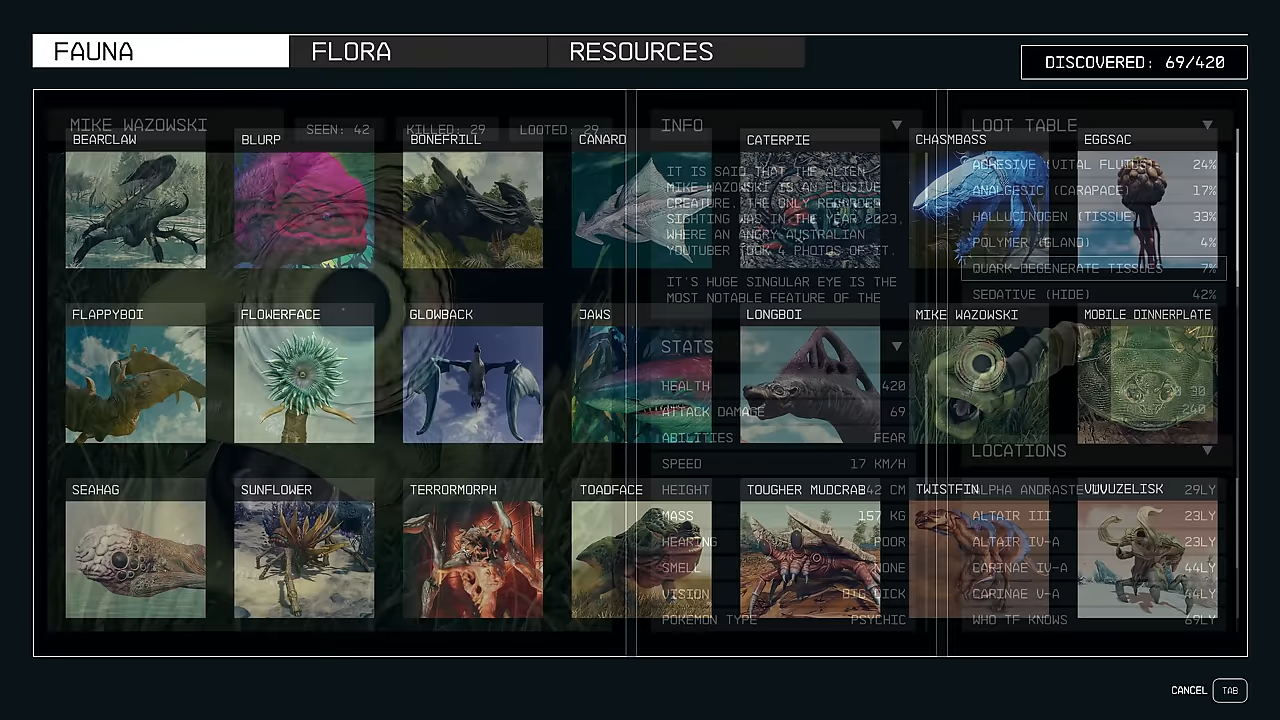 FAUNA
FLORA
RESOURCES
DISCOVERED: 69/420
MIKE WAZOWSKI
SEEN: 42
KILLED: 29
LOOTED: 29
INFO
LOOT TABLE
BEARCLAW
BLURP
BONEFRILL
CANARD
CATERPIE
CHASMBASS
EGGSAC
IT IS SAID THAT THE ALIEN
MIKE WAZOWSKI IS AN ELUSIVE
CREATURE. THE ONLY RECORDED
SIGHTING WAS IN THE YEAR 2023,
WHERE AN ANGRY AUSTRALIAN
YOUTUBER TOOK 4 PHOTOS OF IT.
IT'S HUGE SINGULAR EYE IS THE
MOST NOTABLE FEATURE OF THE
ADHESIVE (VITAL FLUIDS) 24%
ANALGESIC (CARAPACE) 17%
HALLUCINOGEN (TISSUE) 33%
POLYMER (GLAND) 4%
QUARK-DEGENERATE TISSUES 7%
SEDATIVE (HIDE) 42%
FLAPPYBOI
FLOWERFACE
GLOWBACK
JAWS
LONGBOI
MIKE WAZOWSKI
MOBILE DINNERPLATE
STATS
HEALTH 420
ATTACK DAMAGE 69
ABILITIES FEAR
SPEED 17 KM/H
30
240
LOCATIONS
SEAHAG
SUNFLOWER
TERRORMORPH
TOADFACE
TOUGHER MUDCRAB
TWISTFIN
VUVUZELISK
HEIGHT 42 CM
MASS 157 KG
HEARING POOR
SMELL NONE
VISION BIG DICK
POKEMON TYPE PSYCHIC
ALPHA ANDRASTE 29LY
ALTAIR III 23LY
ALTAIR IV-A 23LY
CARINAE IV-A 44LY
CARINAE V-A 44LY
WHO TF KNOWS 69LY
CANCEL TAB